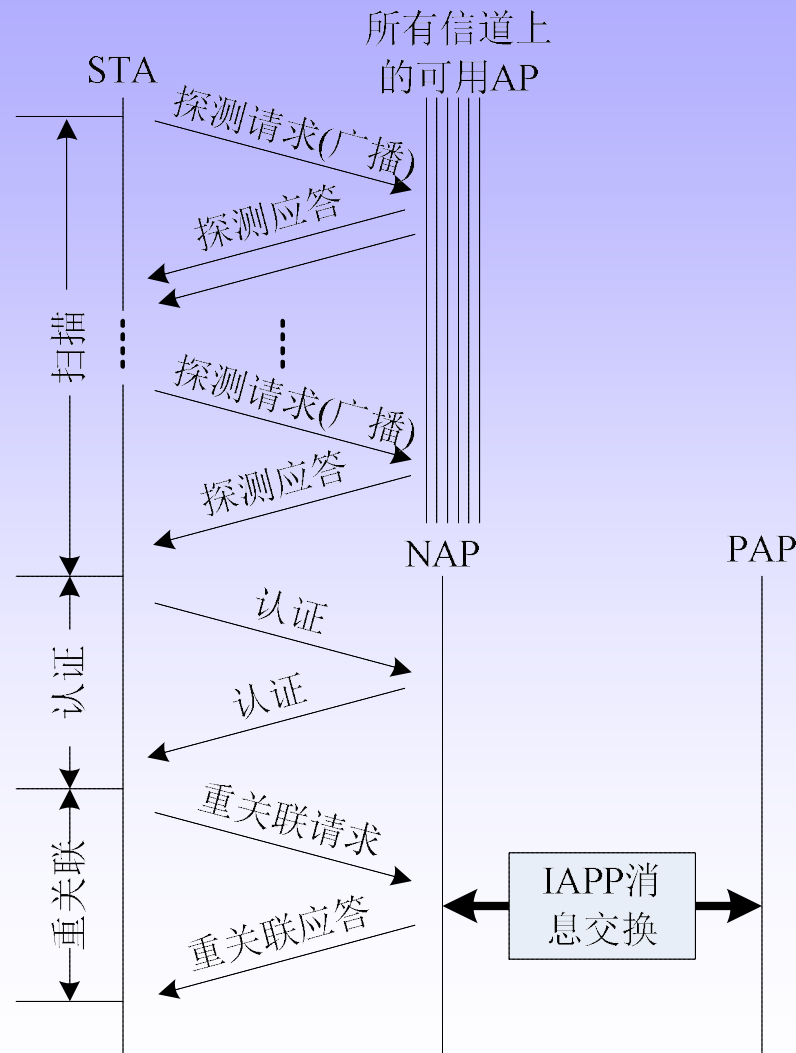 所有信道上
的可用AP
STA
探测请求(广播)
探测应答
扫描
探测请求(广播)
探测应答
NAP
PAP
认证
认证
认证
重关联请求
重关联
IAPP消
息交换
重关联应答